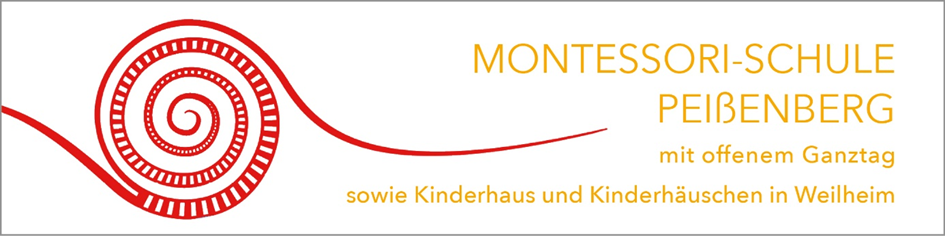 MONTESSORI-SCHULE
PEIßENBERG
mit offenem Ganztag
sowie Kinderhaus und Kinderhäuschen in Weilheim